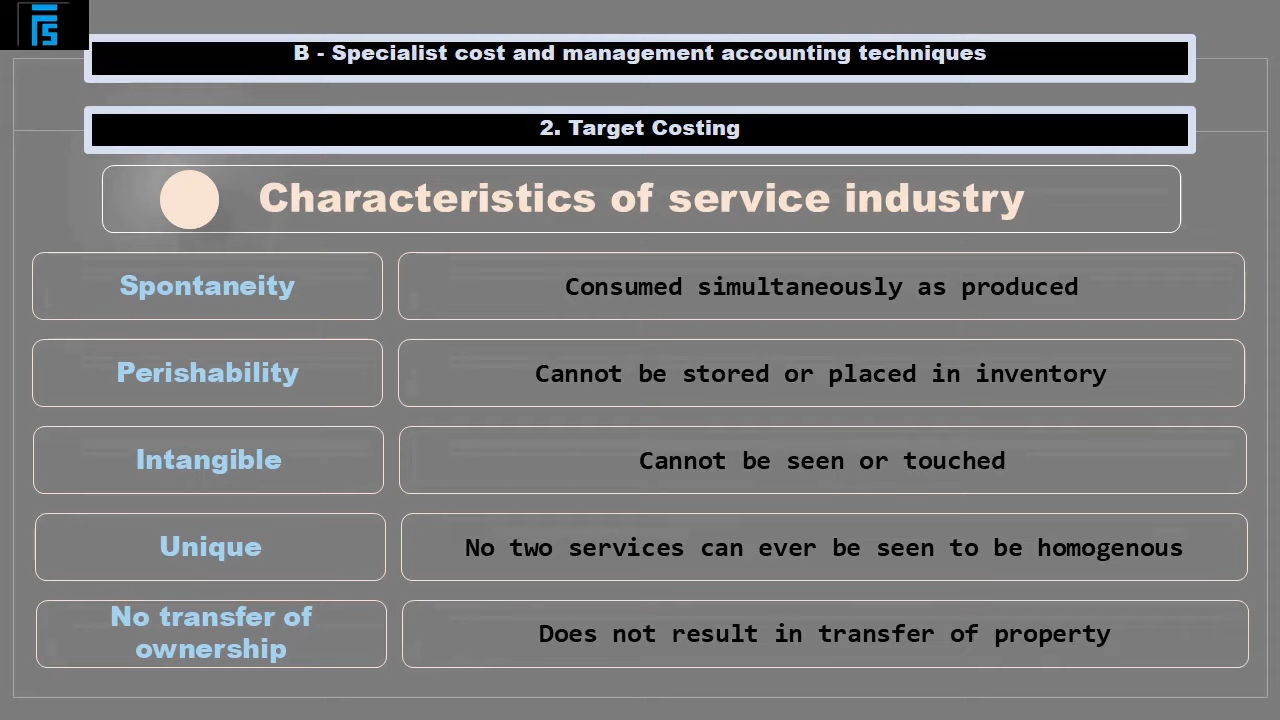 B - Specialist cost and management accounting techniques
2. Target Costing
Characteristics of service industry
Spontaneity
Consumed simultaneously as produced
Perishability
Cannot be stored or placed in inventory
Intangible
Cannot be seen or touched
Unique
No two services can ever be seen to be homogenous
No transfer of
ownership
Does not result in transfer of property